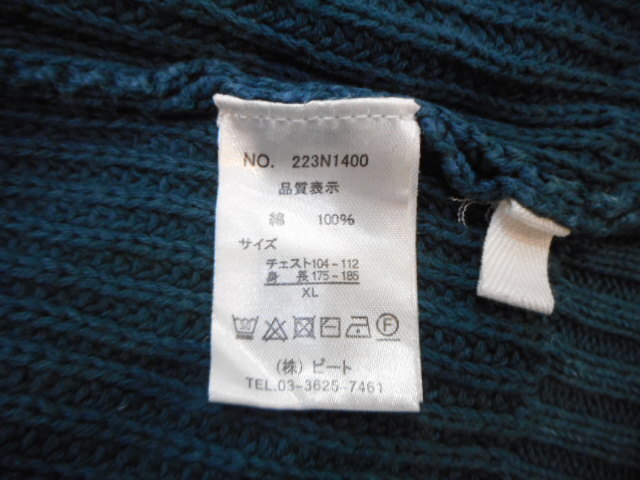 NO. 223N1400
品質表示
綿 100%
サイズ
チェスト104-112
身 長175-185
XL
(株) ビート
TEL.03-3625-7461